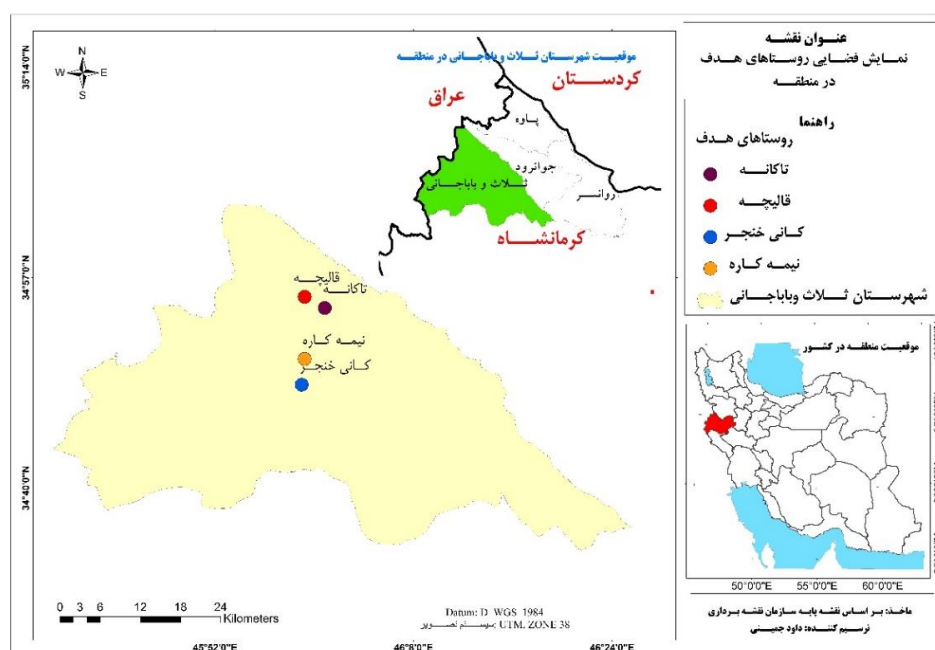 عنوان نقشه
نمایش فضایی روستاهای هدف
در منطقه
راهنما
روستاهای هدف
تاکانه
قالیچه
کانی خنجر
نیمه کاره
شهرستان ثلاث وباباجانی
موقعیت شهرستان ثلاث و باباجانی در منطقه
کردستان
عراق
پاوه
جوانرود
ثلاث و باباجانی
روانسر
کرمانشاه
N
W E
S
35°14'0"N
34°57'0"N
34°40'0"N
قالیچه
تاکانه
نیمه کاره
کانی خنجر
موقعیت منطقه در کشور
50°0'0"E 55°0'0"E 60°0'0"E
0 3 6 12 18 24
Kilometers
Datum: D_WGS_1984
سیستم تصویر: UTM. ZONE 38
45°52'0"E 46°8'0"E 46°24'0"E
ماخذ: بر اساس نقشه پایه سازمان نقشه برداری
ترسیم کننده: داود جمینی